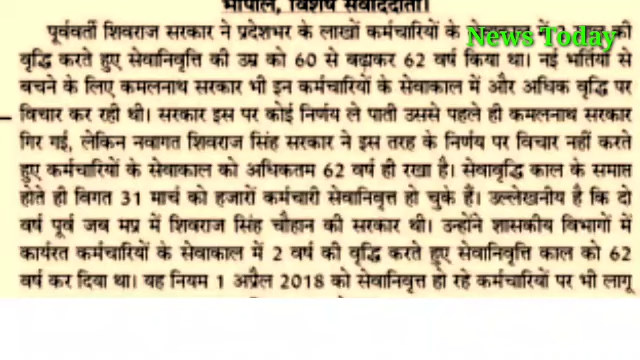 भोपाल, विशेष संवाददाता।
पूर्ववर्ती शिवराज सरकार ने प्रदेशभर के लाखों कर्मचारियों के में की
News Today
वृद्धि करते हुए सेवानिवृत्ति की उम्र को 60 से बढ़ाकर 62 वर्ष किया था। नई भर्तियों से
बचने के लिए कमलनाथ सरकार भी इन कर्मचारियों के सेवाकाल में और अधिक वृद्धि पर
विचार कर रही थी। सरकार इस पर कोई निर्णय ले पाती उससे पहले ही कमलनाथ सरकार
गिर गई, लेकिन नवागत शिवराज सिंह सरकार ने इस तरह के निर्णय पर विचार नहीं करते
हुए कर्मचारियों के सेवाकाल को अधिकतम 62 वर्ष ही रखा है। सेवावृद्धि काल के समाप्त
होते ही विगत 31 मार्च को हजारों कर्मचारी सेवानिवृत्त हो चुके हैं। उल्लेखनीय है कि दो
वर्ष पूर्व जब मप्र में शिवराज सिंह चौहान की सरकार थी। उन्होंने शासकीय विभागों में
कार्यरत कर्मचारियों के सेवाकाल में 2 वर्ष की वृद्धि करते हुए सेवानिवृत्ति काल को 62
वर्ष कर दिया था। यह नियम 1 अप्रैल 2018 को सेवानिवृत्त हो रहे कर्मचारियों पर भी लागू